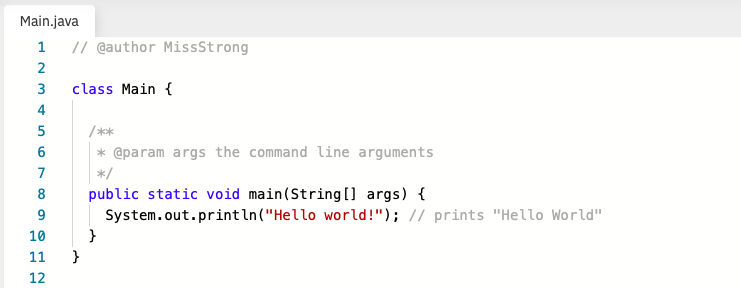 Main.java
1 // @author MissStrong
2
3 class Main {
4
5 /**
6 * @param args the command line arguments
7 */
8 public static void main(String[] args) {
9 System.out.println("Hello world!"); // prints "Hello World"
10 }
11 }
12